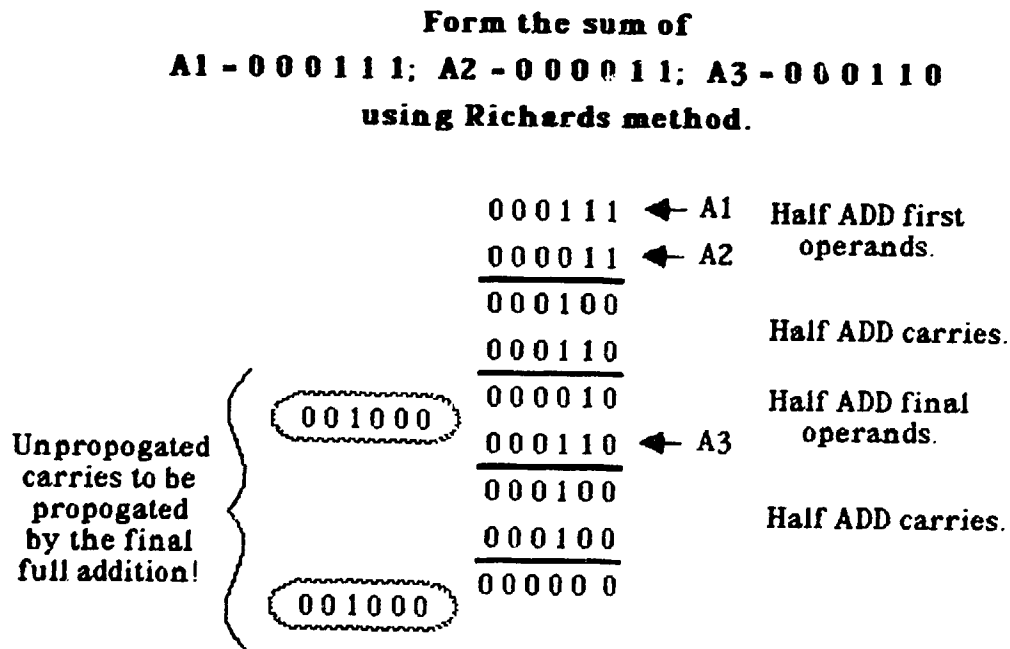 Form the sum of
A1 - 0 0 0 1 1 1; A2 - 0 0 0 0 1 1; A3 - 0 0 0 1 1 0
using Richards method.
0 0 0 1 1 1 A1 Half ADD first
0 0 0 0 1 1 A2 operands.
0 0 0 1 0 0
Half ADD carries.
0 0 0 1 1 0
0 0 1 0 0 0 0 0 0 0 1 0 Half ADD final
0 0 0 1 1 0 A3 operands.
Unpropogated
carries to be
propogated
by the final
full addition!
0 0 0 1 0 0
Half ADD carries.
0 0 0 1 0 0
0 0 0 0 0 0
0 0 1 0 0 0